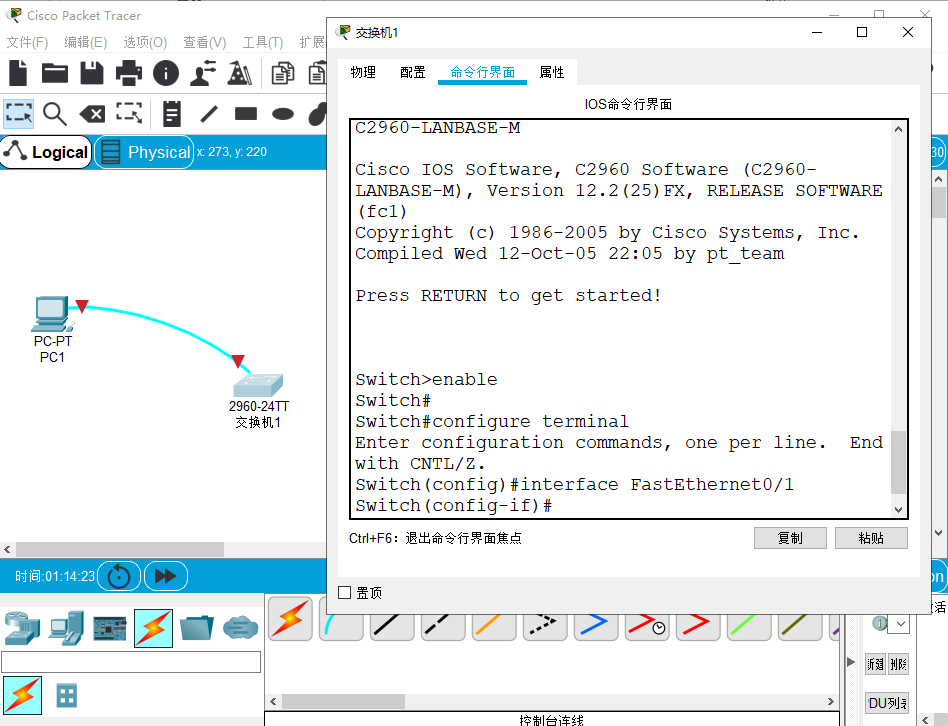 Cisco Packet Tracer
文件(F) 编辑(E) 选项(O) 查看(V) 工具(T) 扩展
Logical
Physical
x: 273, y: 220
PC-PT
PC1
2960-24TT
交换机1
时间:01:14:23
交换机1
物理 配置 命令行界面 属性
IOS命令行界面
C2960-LANBASE-M
Cisco IOS Software, C2960 Software (C2960-
LANBASE-M), Version 12.2(25)FX, RELEASE SOFTWARE
(fc1)
Copyright (c) 1986-2005 by Cisco Systems, Inc.
Compiled Wed 12-Oct-05 22:05 by pt_team
Press RETURN to get started!
Switch>enable
Switch#
Switch#configure terminal
Enter configuration commands, one per line.  End
with CNTL/Z.
Switch(config)#interface FastEthernet0/1
Switch(config-if)#
Ctrl+F6：退出命令行界面焦点
复制
粘贴
置顶
30
on
活
新建
删除
DU列表
控制台连线